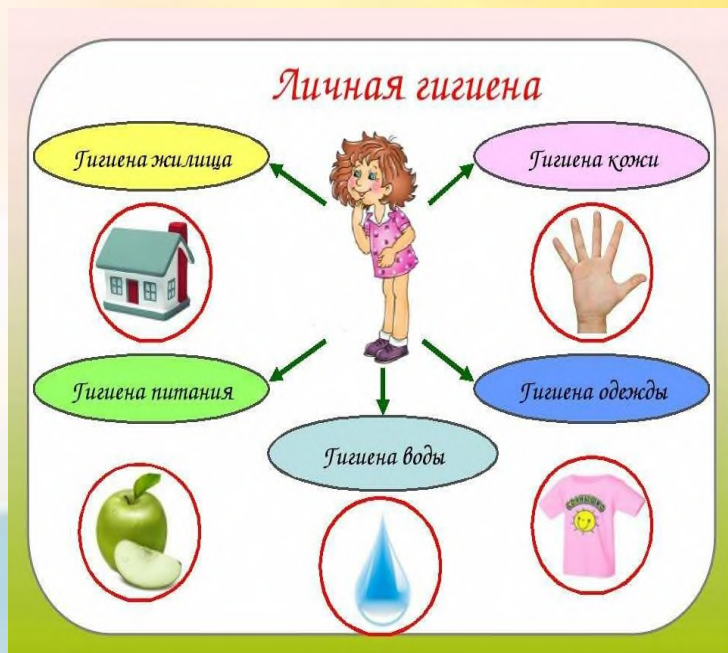 Личная гигиена
Гигиена жилища
Гигиена кожи
Гигиена питания
Гигиена одежды
Гигиена воды